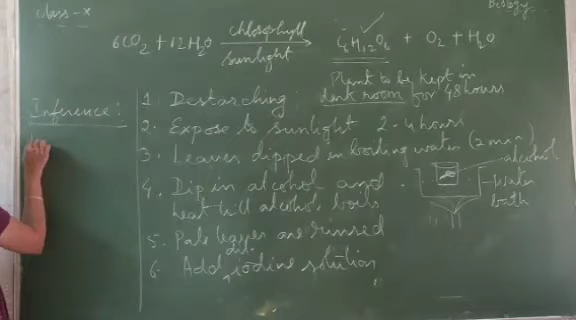 Class-X
Biology
6CO2 + 12H2O chlorophyll sunlight → C6H12O6 + O2 + H2O
Inference:
1. Destarching: Plant to be kept in
dark room for 48 hours
2. Expose to sunlight 2-4 hours
3. Leaves dipped in boiling water (2 min)
4. Dip in alcohol and
heat till alcohol boils
alcohol
water
bath
5. Pale leaves are rinsed
6. Add dil. iodine solution